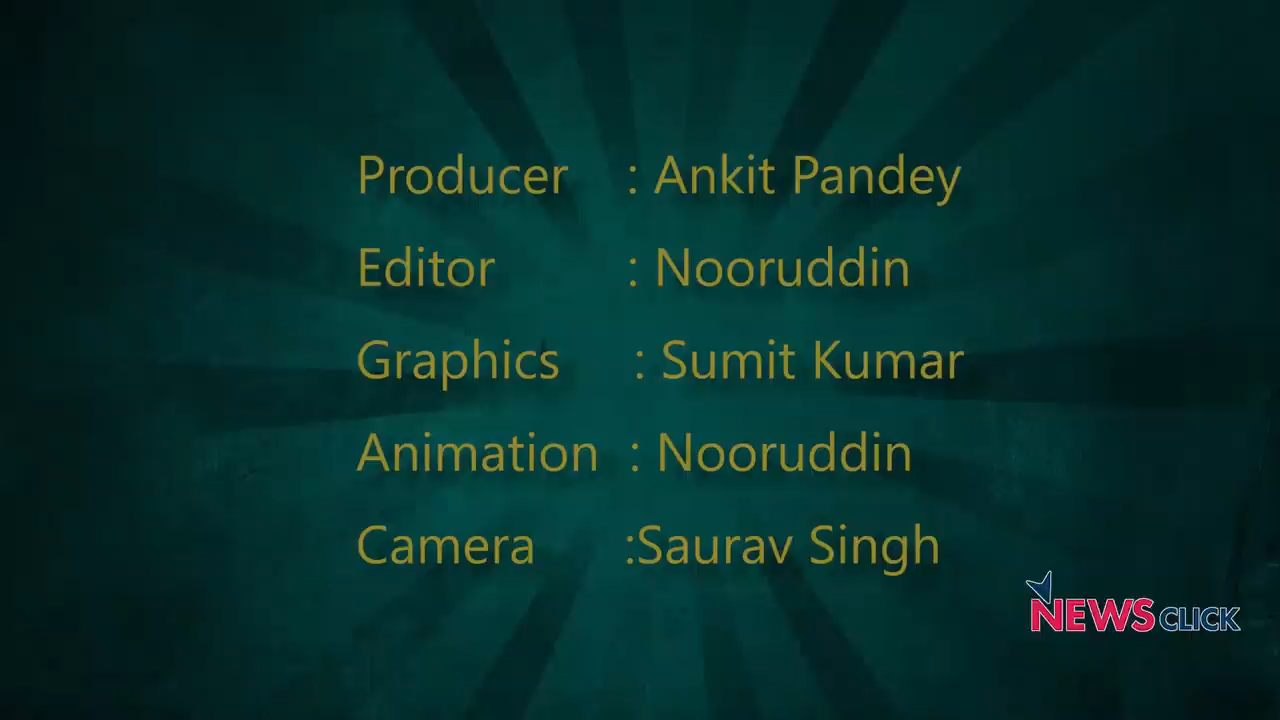 Producer : Ankit Pandey
Editor : Nooruddin
Graphics : Sumit Kumar
Animation : Nooruddin
Camera :Saurav Singh
NEWSCLICK